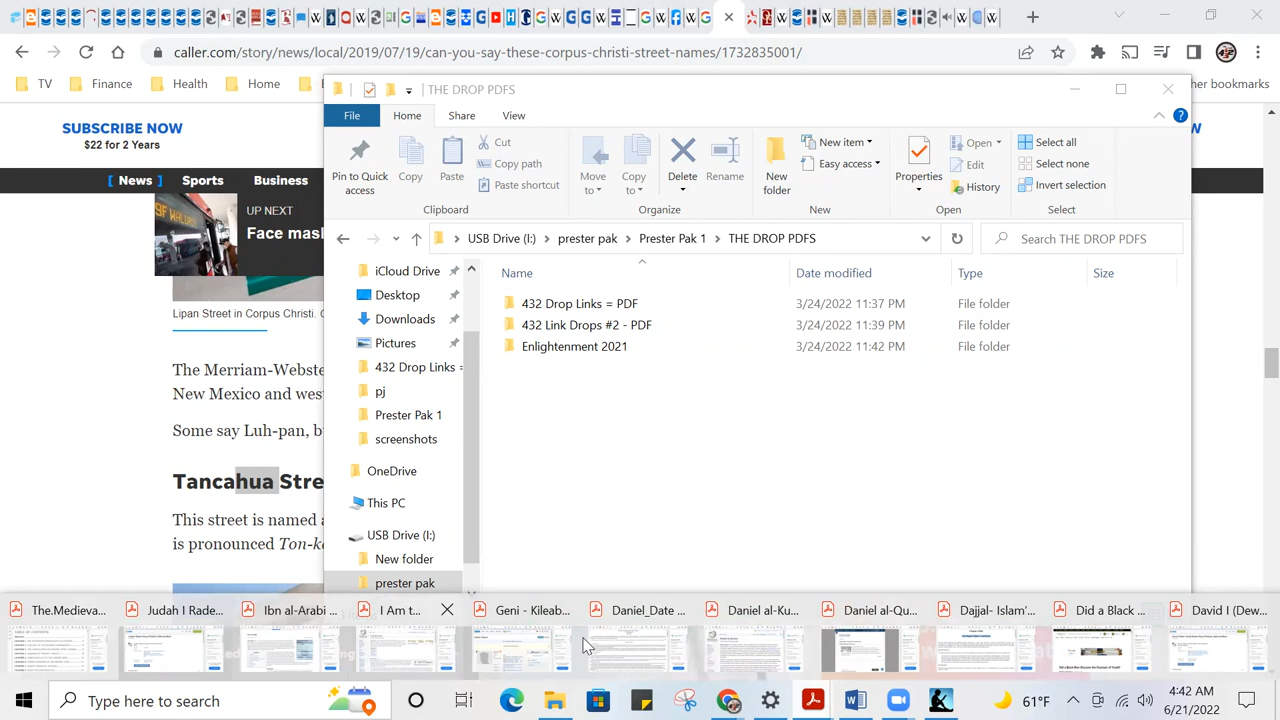 caller.com/story/news/local/2019/07/19/can-you-say-these-corpus-christi-street-names/1732835001/
TV
Finance
Health
Home
her bookmarks
SUBSCRIBE NOW
$22 for 2 Years
[ News ]
Sports
Business
UP NEXT
Face mas
Lipan Street in Corpus Christi.
The Merriam-Webste
New Mexico and wes
Some say Luh-pan, b
Tancahua Stre
This street is named a
is pronounced Ton-k
THE DROP PDFS
File
Home
Share
View
Pin to Quick access
Copy
Paste
Cut
Copy path
Paste shortcut
Clipboard
Move to
Copy to
Delete
Rename
Organize
New folder
New item
Easy access
New
Properties
Open
Edit
History
Open
Select all
Select none
Invert selection
Select
USB Drive (I:)
prester pak
Prester Pak 1
THE DROP PDFS
Search THE DROP PDFS
Name
Date modified
Type
Size
432 Drop Links = PDF
3/24/2022 11:37 PM
File folder
432 Link Drops #2 - PDF
3/24/2022 11:39 PM
File folder
Enlightenment 2021
3/24/2022 11:42 PM
File folder
iCloud Drive
Desktop
Downloads
Pictures
432 Drop Links =
pj
Prester Pak 1
screenshots
OneDrive
This PC
USB Drive (I:)
New folder
prester pak
The.Medieva...
Judah I Rade...
Ibn al-Arabi ...
I Am t...
Geni - Kileab...
Daniel_Date ...
Daniel al-Ku...
Daniel al-Qu...
Dajjal- Islam'...
Did a Black ...
David I (Dew...
Type here to search
61°F
4:42 AM
6/21/2022